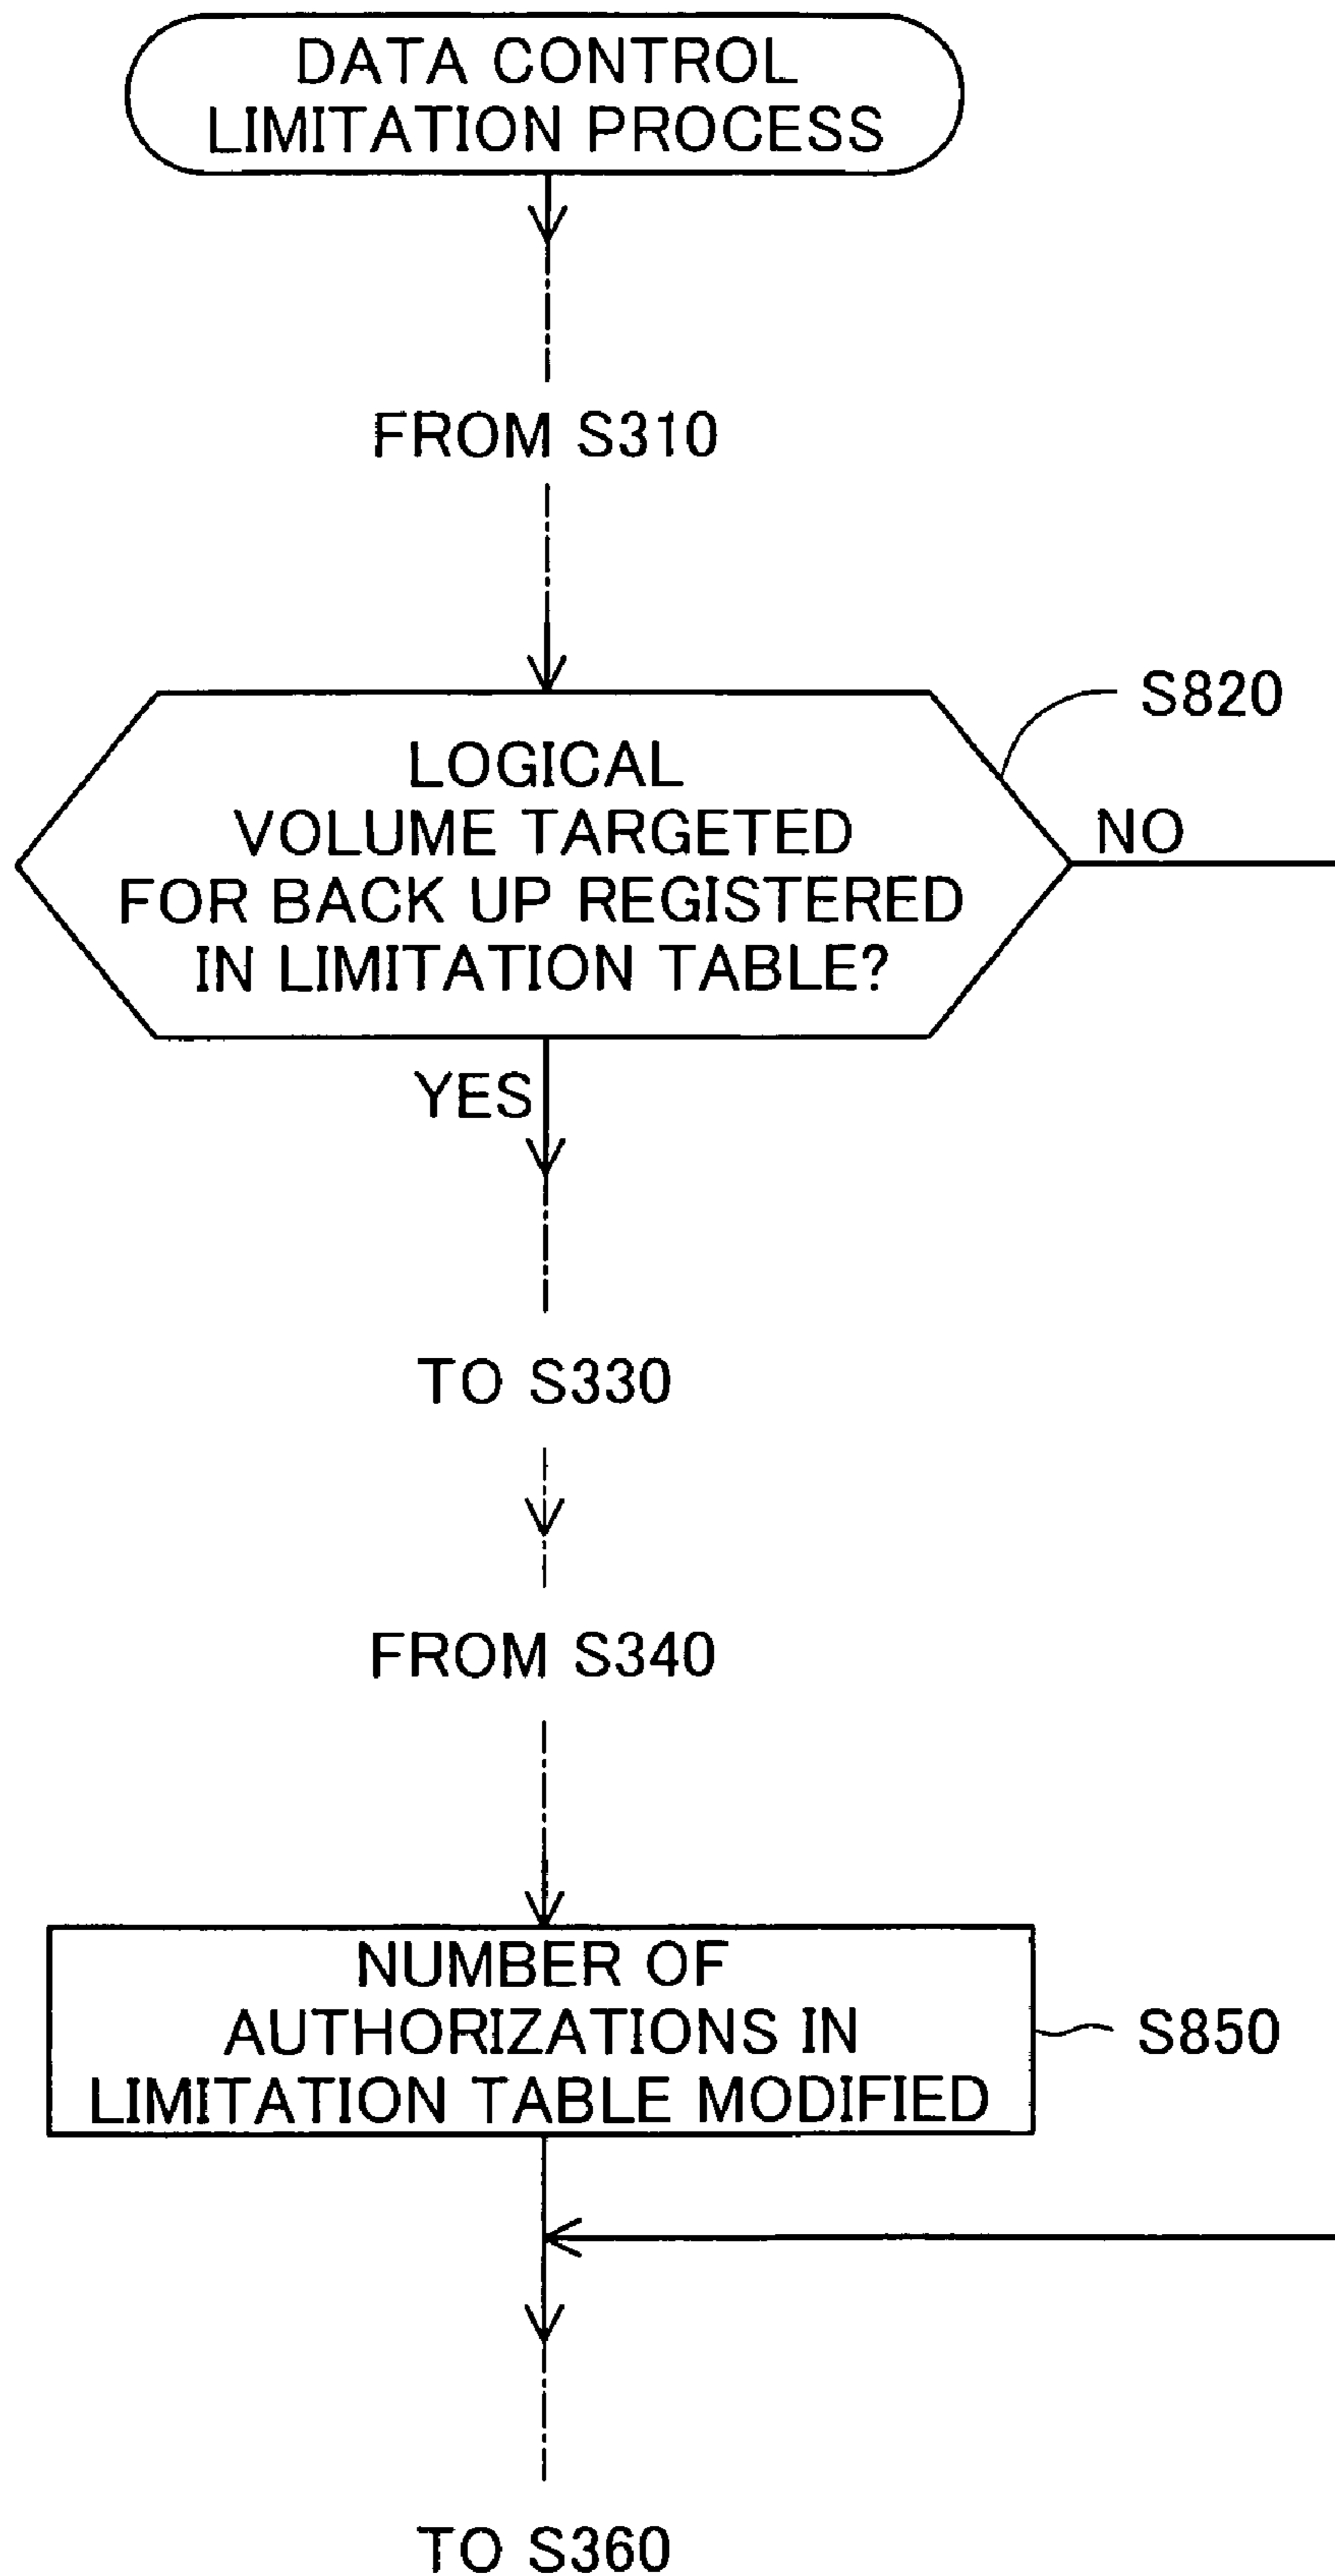 DATA CONTROL
LIMITATION PROCESS
FROM S310
S820
LOGICAL
VOLUME TARGETED
FOR BACK UP REGISTERED
IN LIMITATION TABLE?
NO
YES
TO S330
FROM S340
NUMBER OF
AUTHORIZATIONS IN
LIMITATION TABLE MODIFIED
S850
TO S360